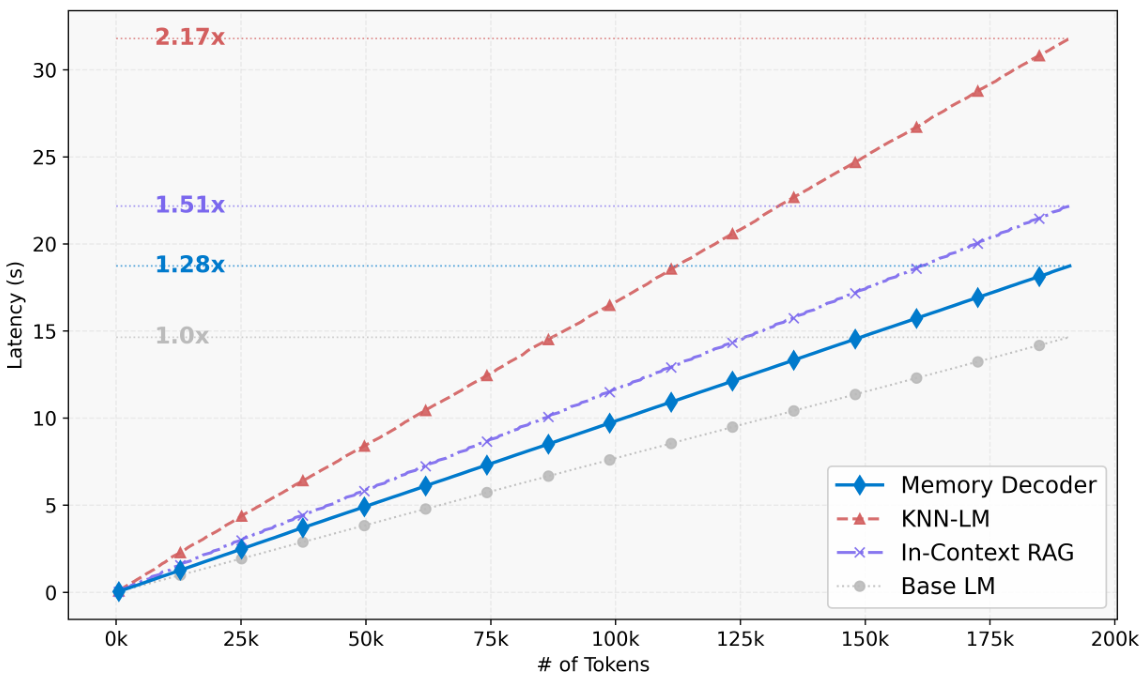 2.17x
1.51x
1.28x
1.0x
30
25
20
15
10
5
0
Latency (s)
0k
25k
50k
75k
100k
125k
150k
175k
200k
# of Tokens
Memory Decoder
KNN-LM
In-Context RAG
Base LM